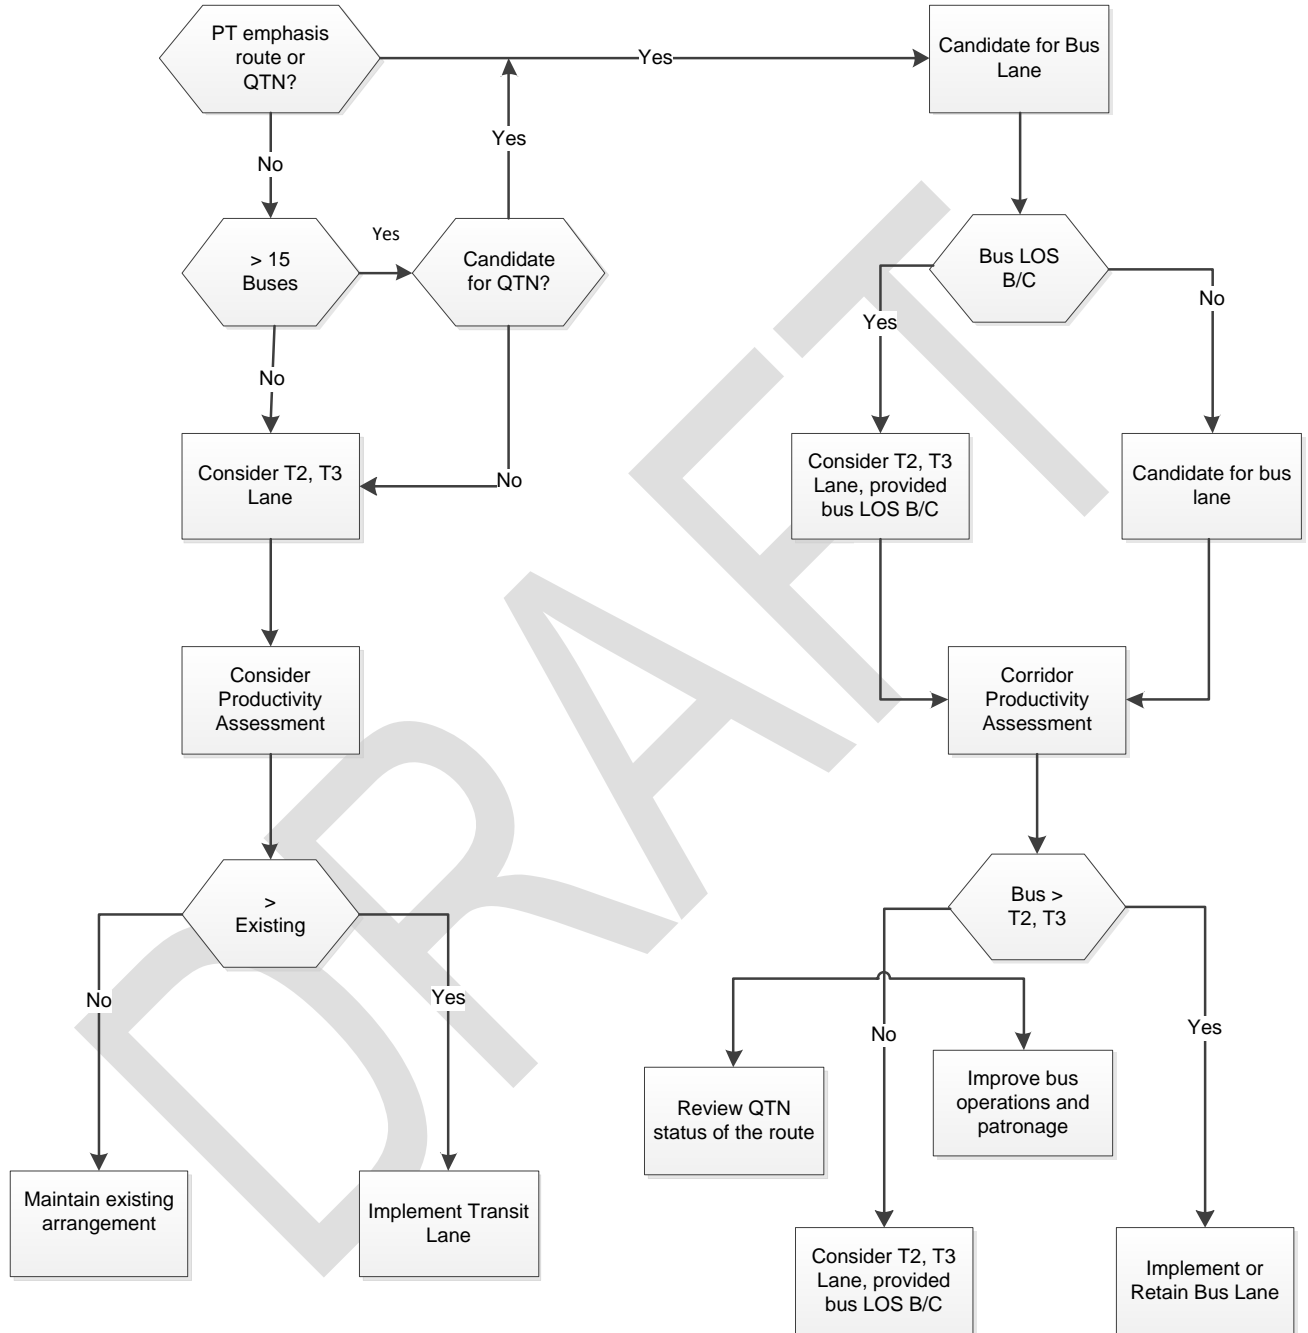 PT emphasis
route or
QTN?
Yes
Candidate for Bus
Lane
No
Yes
> 15
Buses
Yes
Candidate
for QTN?
Bus LOS
B/C
Yes
No
No
Consider T2, T3
Lane
No
Consider T2, T3
Lane, provided
bus LOS B/C
Candidate for bus
lane
Consider
Productivity
Assessment
Corridor
Productivity
Assessment
>
Existing
Bus >
T2, T3
No
Yes
No
Yes
Review QTN
status of the route
Improve bus
operations and
patronage
Maintain existing
arrangement
Implement Transit
Lane
Consider T2, T3
Lane, provided
bus LOS B/C
Implement or
Retain Bus Lane
DRAFT